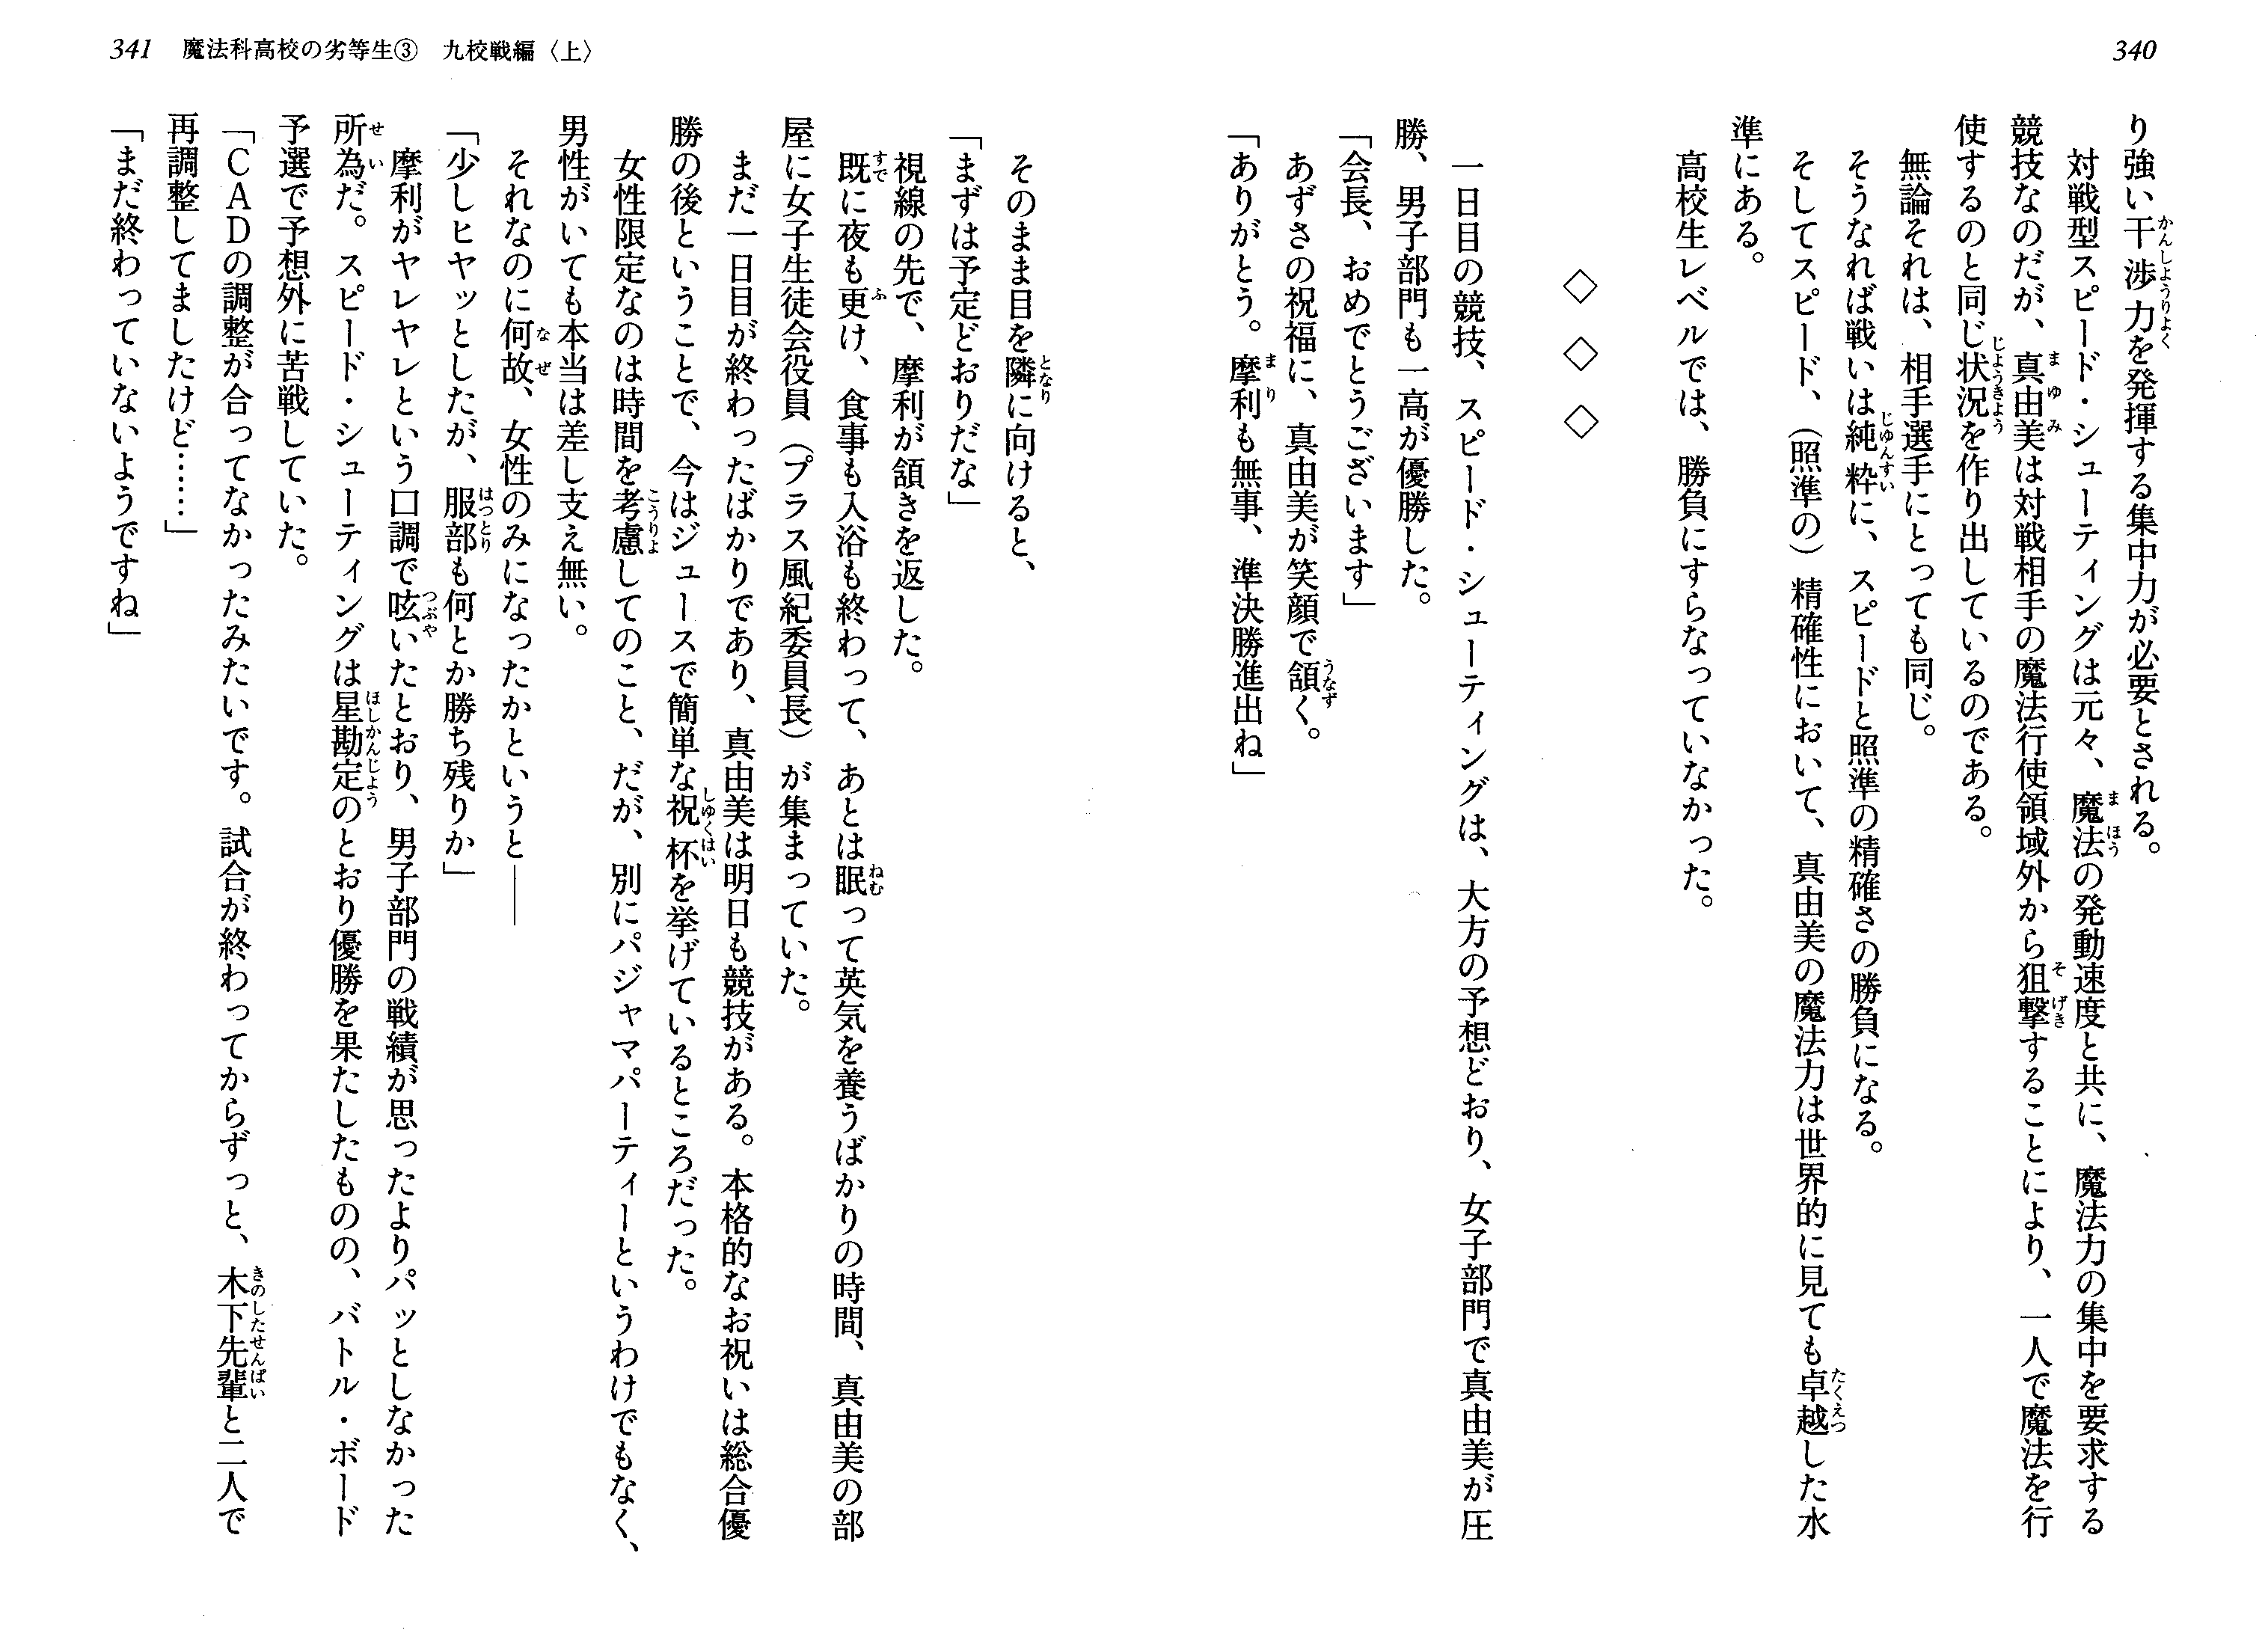 340
り強い干渉力を発揮する集中力が必要とされる。
対戦型スピード・シューティングは元々、魔法の発動速度と共に、魔法力の集中を要求する
競技なのだが、真由美は対戦相手の魔法行使領域外から狙撃することにより、一人で魔法を行
使するのと同じ状況を作り出しているのである。
無論それは、相手選手にとっても同じ。
そうなれば戦いは純粋に、スピードと照準の精確さの勝負になる。
そしてスピード、（照準の）精確性において、真由美の魔法力は世界的に見ても卓越した水
準にある。
高校生レベルでは、勝負にすらなっていなかった。
◇ ◇ ◇
一日目の競技、スピード・シューティングは、大方の予想どおり、女子部門で真由美が圧
勝、男子部門も一高が優勝した。
「会長、おめでとうございます」
あずさの祝福に、真由美が笑顔で頷く。
「ありがとう。摩利も無事、準決勝進出ね」
341 魔法科高校の劣等生③ 九校戦編〈上〉
そのまま目を隣に向けると、
「まずは予定どおりだな」
視線の先で、摩利が頷きを返した。
既に夜も更け、食事も入浴も終わって、あとは眠って英気を養うばかりの時間、真由美の部
屋に女子生徒会役員（プラス風紀委員長）が集まっていた。
まだ一日目が終わったばかりであり、真由美は明日も競技がある。本格的なお祝いは総合優
勝の後ということで、今はジュースで簡単な祝杯を挙げているところだった。
女性限定なのは時間を考慮してのこと、だが、別にパジャマパーティーというわけでもなく、
男性がいても本当は差し支え無い。
それなのに何故、女性のみになったかというと――
「少しヒヤッとしたが、服部も何とか勝ち残りか」
摩利がヤレヤレという口調で呟いたとおり、男子部門の戦績が思ったよりパッとしなかった
所為だ。スピード・シューティングは星勘定のとおり優勝を果たしたものの、バトル・ボード
予選で予想外に苦戦していた。
「ＣＡＤの調整が合ってなかったみたいです。試合が終わってからずっと、木下先輩と二人で
再調整してましたけど……」
「まだ終わっていないようですね」